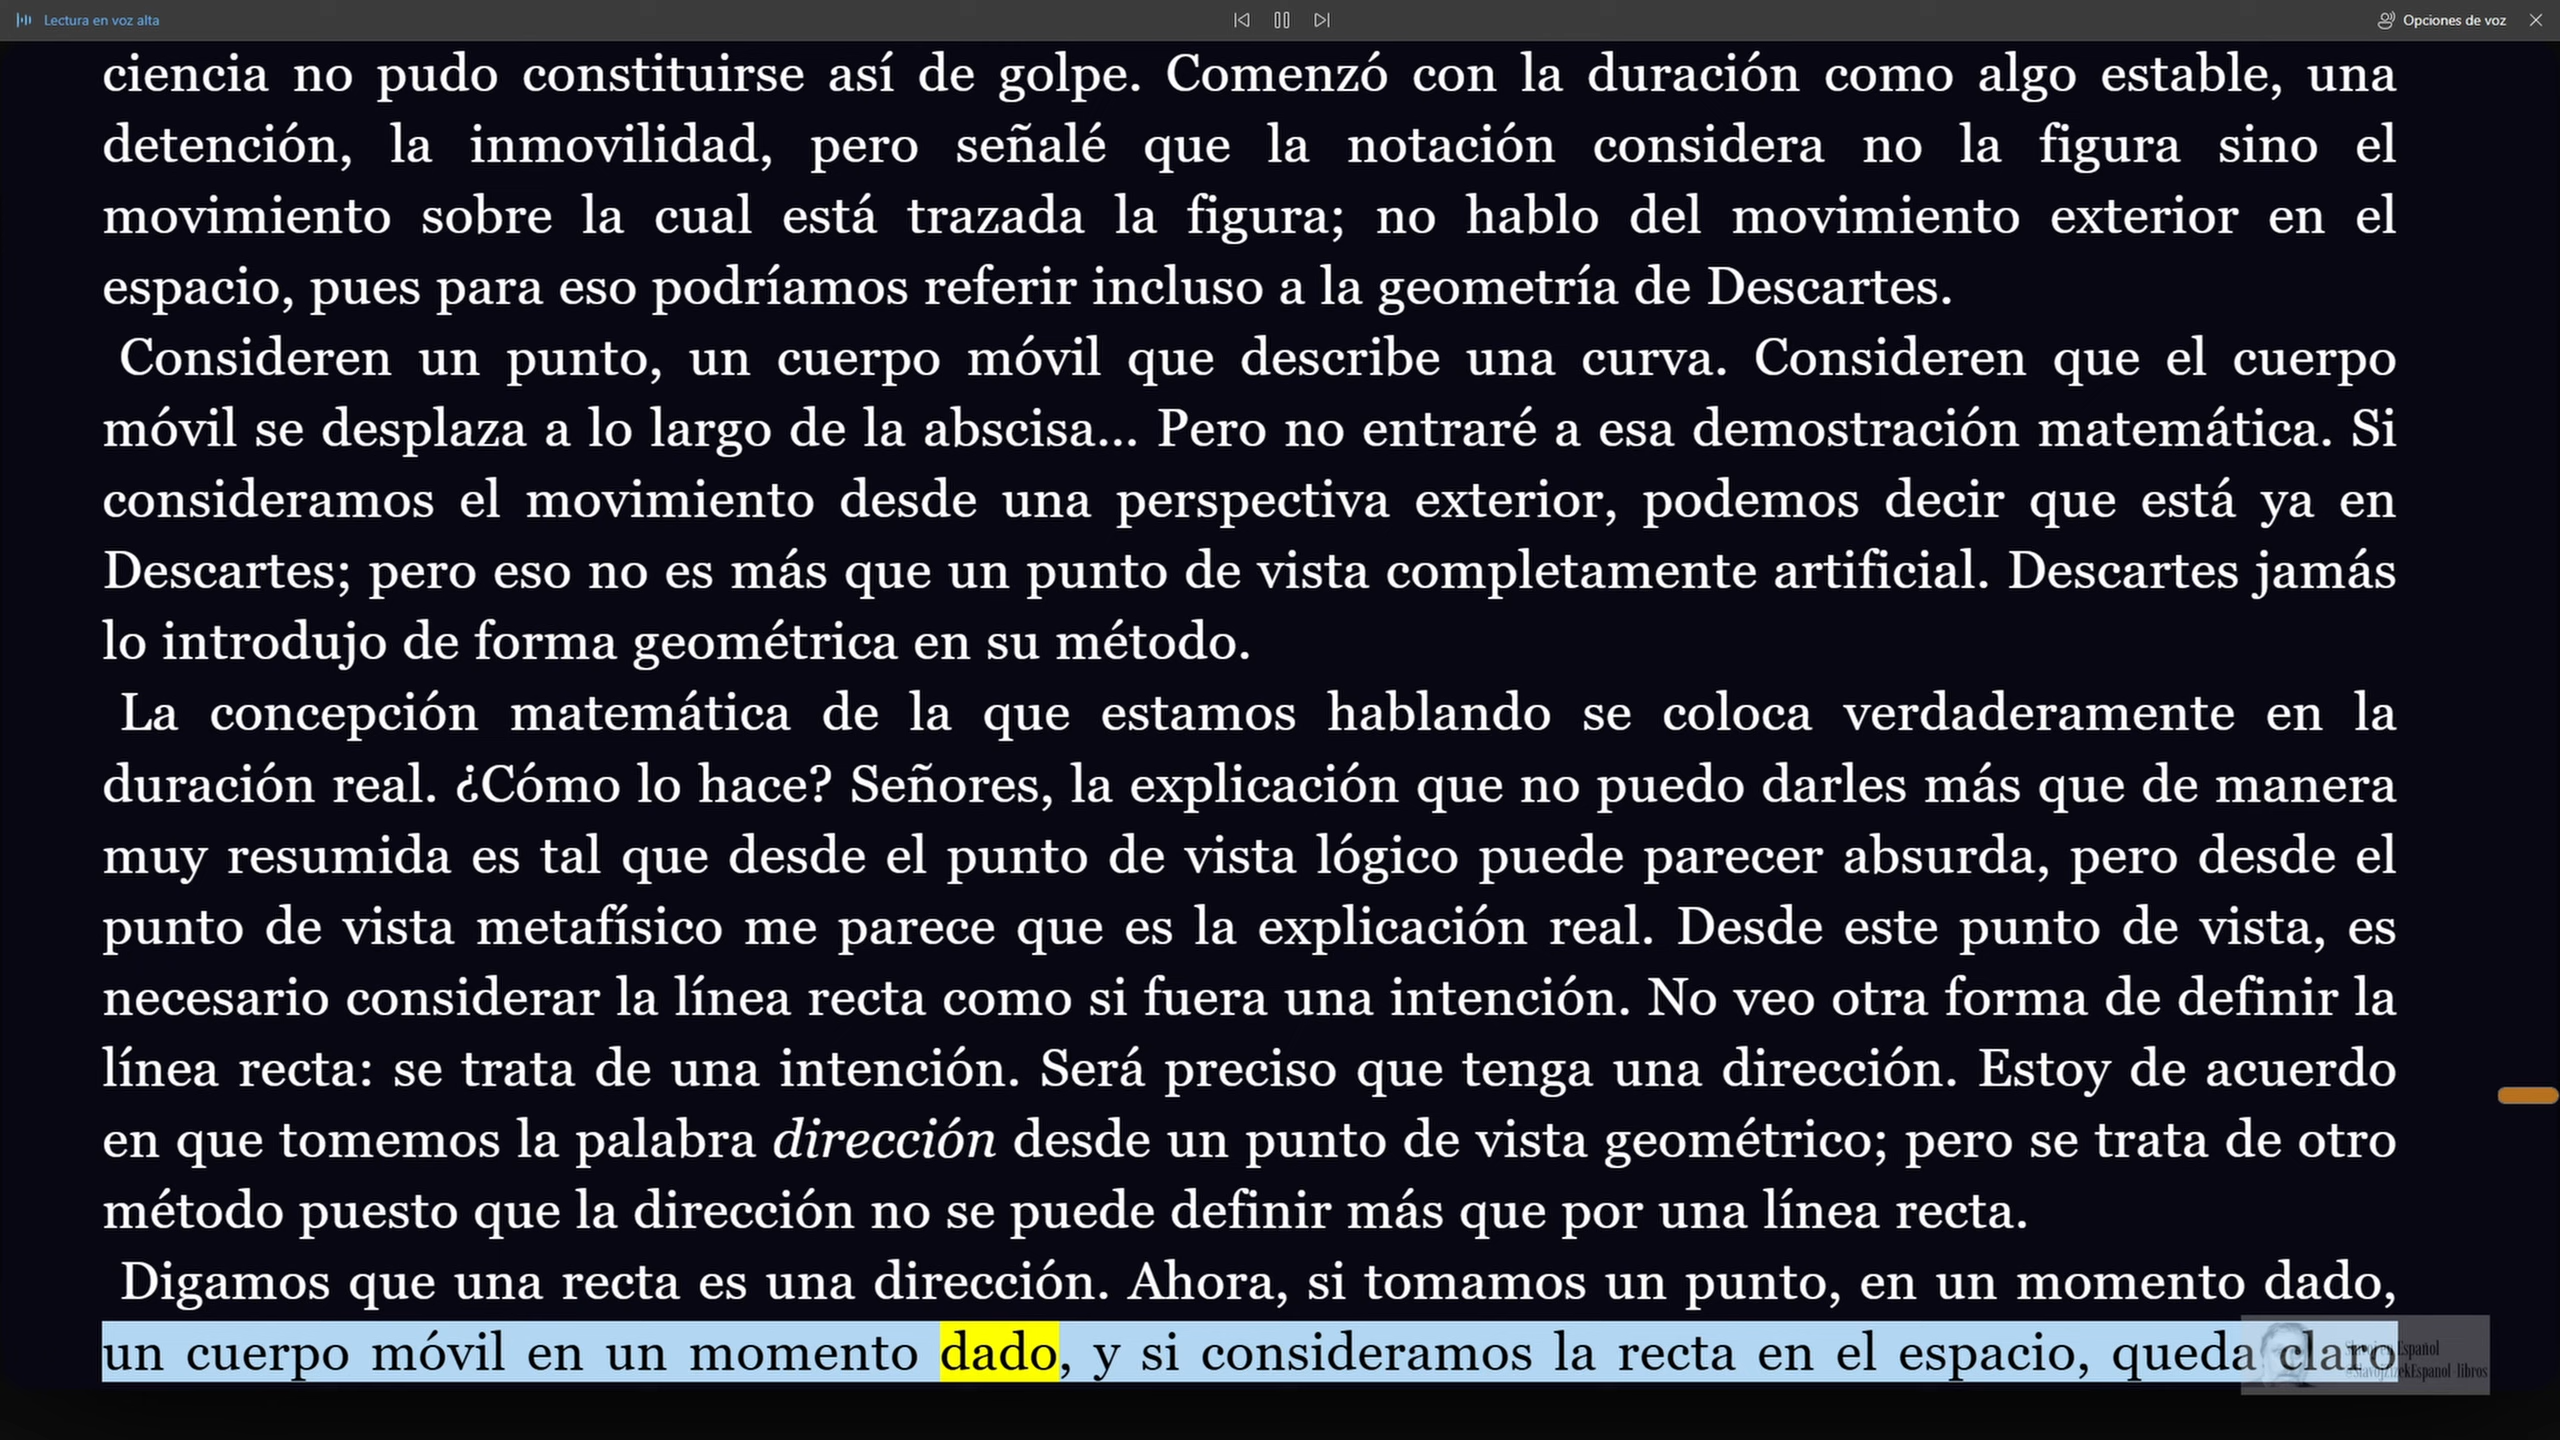 Lectura en voz alta
Opciones de voz
ciencia no pudo constituirse así de golpe. Comenzó con la duración como algo estable, una
detención, la inmovilidad, pero señalé que la notación considera no la figura sino el
movimiento sobre la cual está trazada la figura; no hablo del movimiento exterior en el
espacio, pues para eso podríamos referir incluso a la geometría de Descartes.
Consideren un punto, un cuerpo móvil que describe una curva. Consideren que el cuerpo
móvil se desplaza a lo largo de la abscisa... Pero no entraré a esa demostración matemática. Si
consideramos el movimiento desde una perspectiva exterior, podemos decir que está ya en
Descartes; pero eso no es más que un punto de vista completamente artificial. Descartes jamás
lo introdujo de forma geométrica en su método.
La concepción matemática de la que estamos hablando se coloca verdaderamente en la
duración real. ¿Cómo lo hace? Señores, la explicación que no puedo darles más que de manera
muy resumida es tal que desde el punto de vista lógico puede parecer absurda, pero desde el
punto de vista metafísico me parece que es la explicación real. Desde este punto de vista, es
necesario considerar la línea recta como si fuera una intención. No veo otra forma de definir la
línea recta: se trata de una intención. Será preciso que tenga una dirección. Estoy de acuerdo
en que tomemos la palabra dirección desde un punto de vista geométrico; pero se trata de otro
método puesto que la dirección no se puede definir más que por una línea recta.
Digamos que una recta es una dirección. Ahora, si tomamos un punto, en un momento dado,
un cuerpo móvil en un momento dado, y si consideramos la recta en el espacio, queda claro
Slavoj en Español
@SlavojZizekEspanol libros